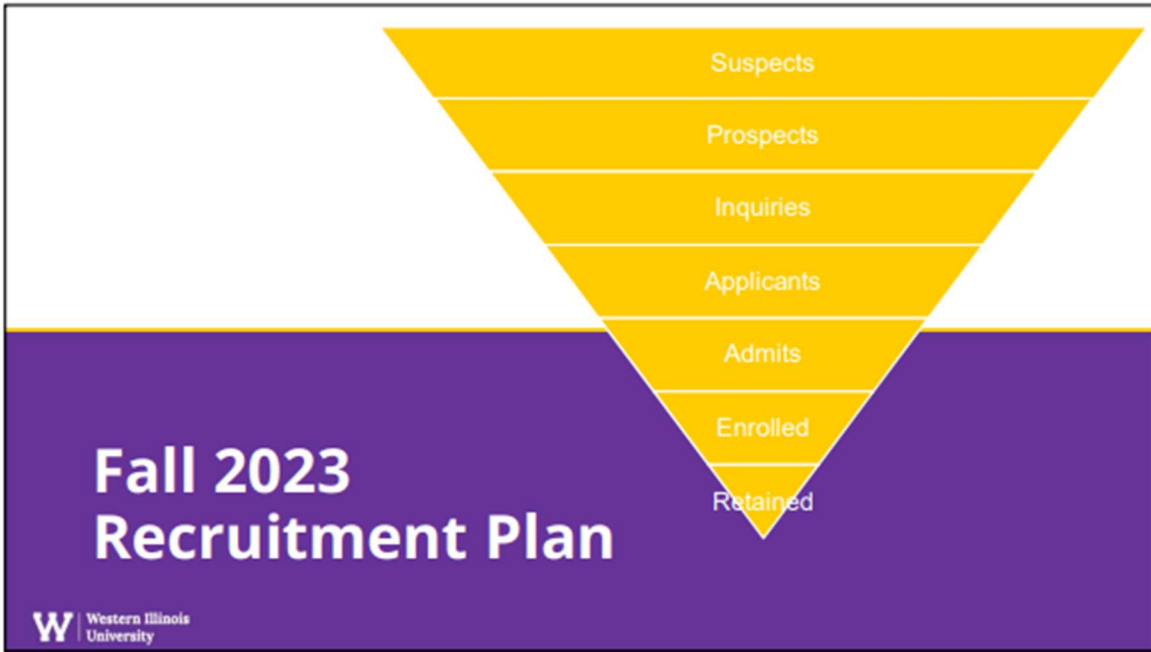 Suspects
Prospects
Inquiries
Applicants
Admits
Enrolled
Retained
Fall 2023
Recruitment Plan
W
Western Illinois
University